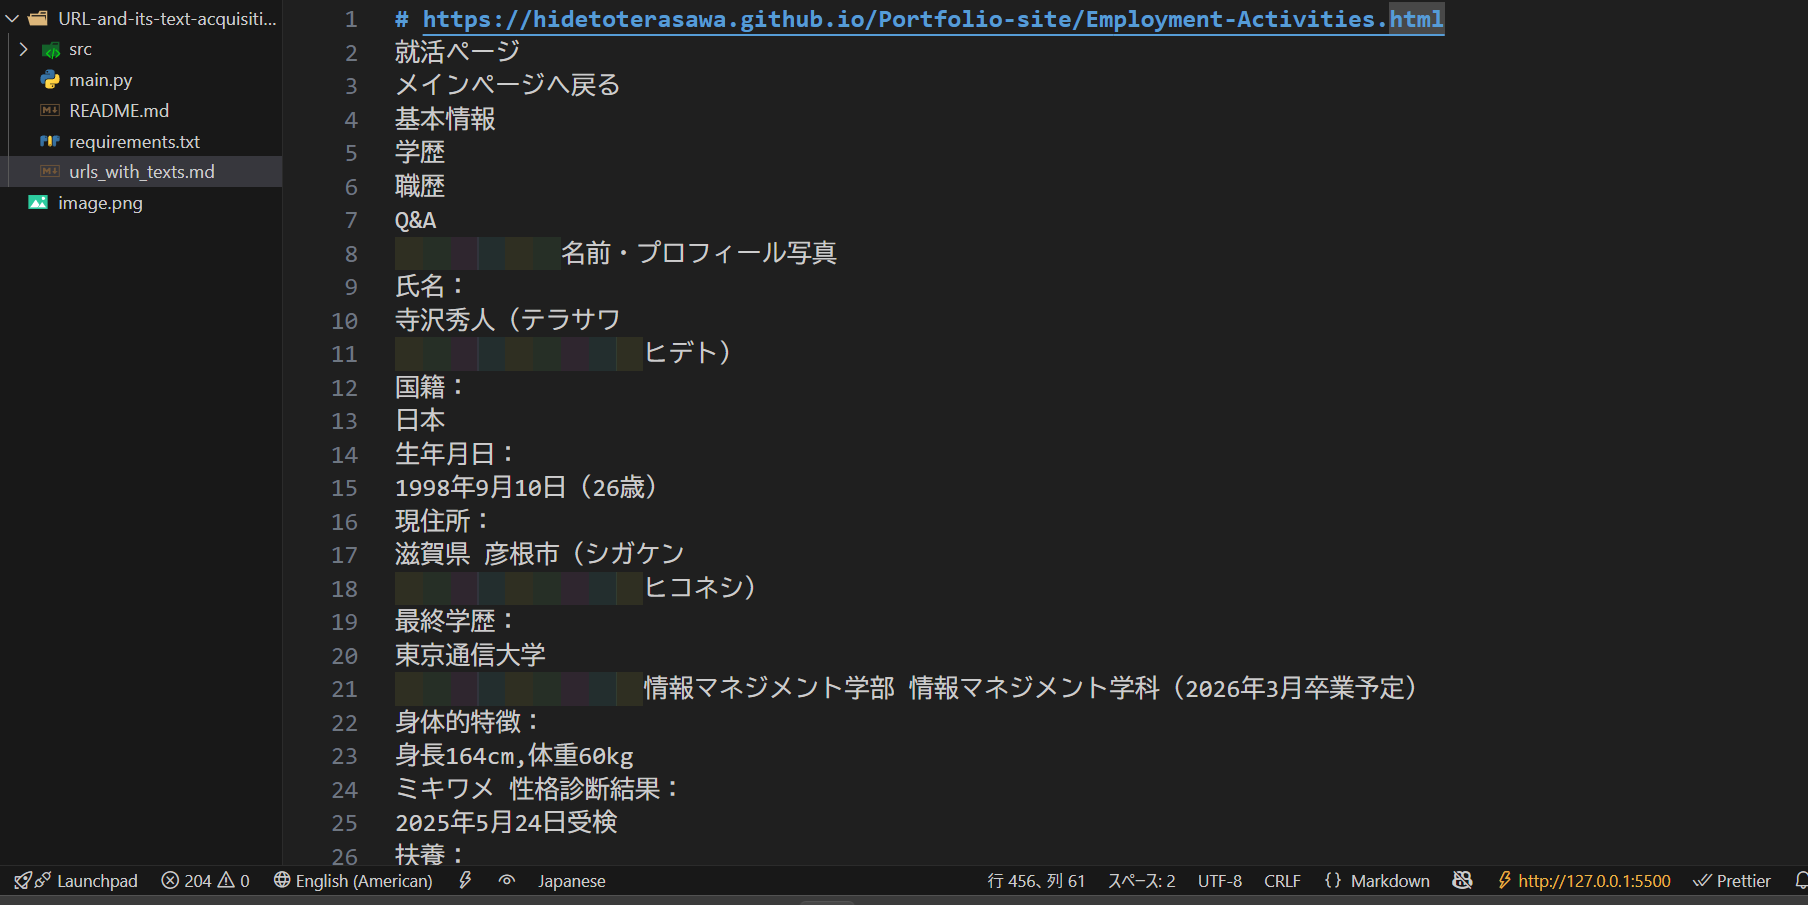 URL-and-its-text-acquisiti...
src
main.py
README.md
requirements.txt
urls_with_texts.md
image.png
1 # https://hidetoterasawa.github.io/Portfolio-site/Employment-Activities.html
2 就活ページ
3 メインページへ戻る
4 基本情報
5 学歴
6 職歴
7 Q&A
8 名前・プロフィール写真
9 氏名：
10 寺沢秀人（テラサワ
11 ヒデト）
12 国籍：
13 日本
14 生年月日：
15 1998年9月10日（26歳）
16 現住所：
17 滋賀県 彦根市（シガケン
18 ヒコネシ）
19 最終学歴：
20 東京通信大学
21 情報マネジメント学部 情報マネジメント学科（2026年3月卒業予定）
22 身体的特徴：
23 身長164cm,体重60kg
24 ミキワメ 性格診断結果：
25 2025年5月24日受検
26 扶養：
Launchpad 204 0 English (American) Japanese 行 456、列 61 スペース: 2 UTF-8 CRLF {} Markdown http://127.0.0.1:5500 Prettier